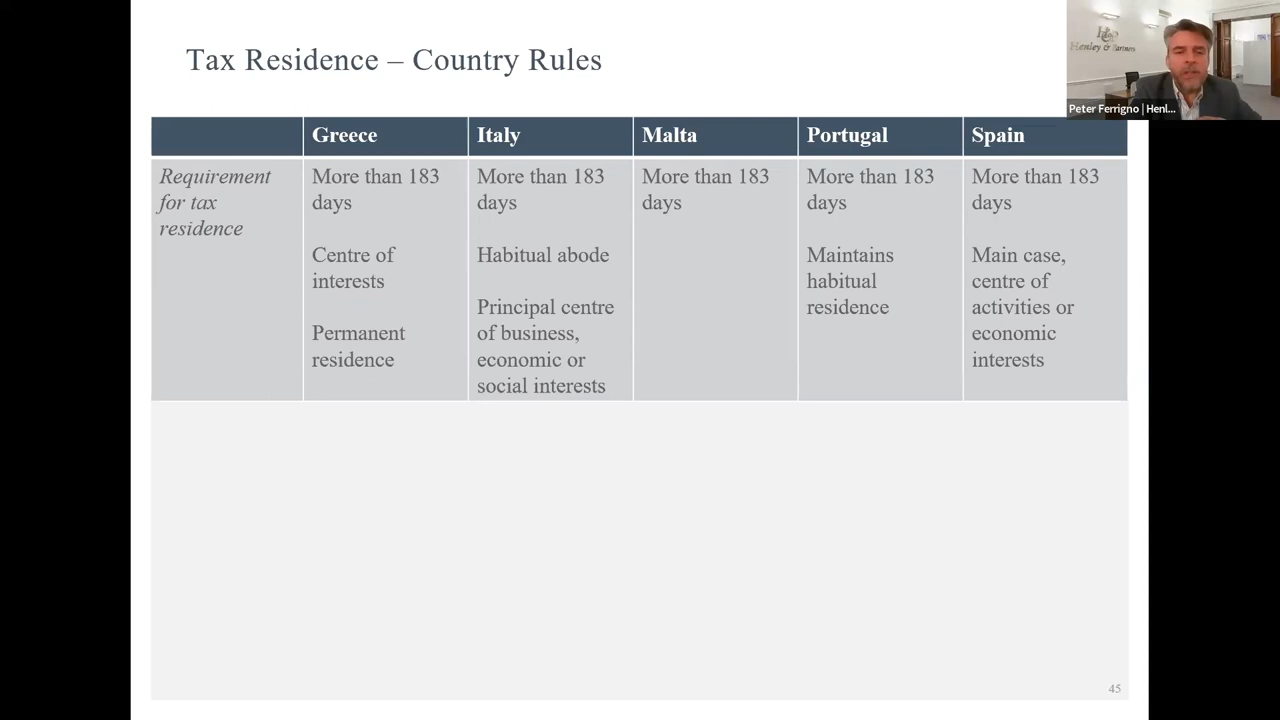 Tax Residence – Country Rules
Henley & Partners
Peter Ferrigno | Henl...
Greece
Italy
Malta
Portugal
Spain
Requirement
for tax
residence
More than 183
days
Centre of
interests
Permanent
residence
More than 183
days
Habitual abode
Principal centre
of business,
economic or
social interests
More than 183
days
More than 183
days
Maintains
habitual
residence
More than 183
days
Main case,
centre of
activities or
economic
interests
45